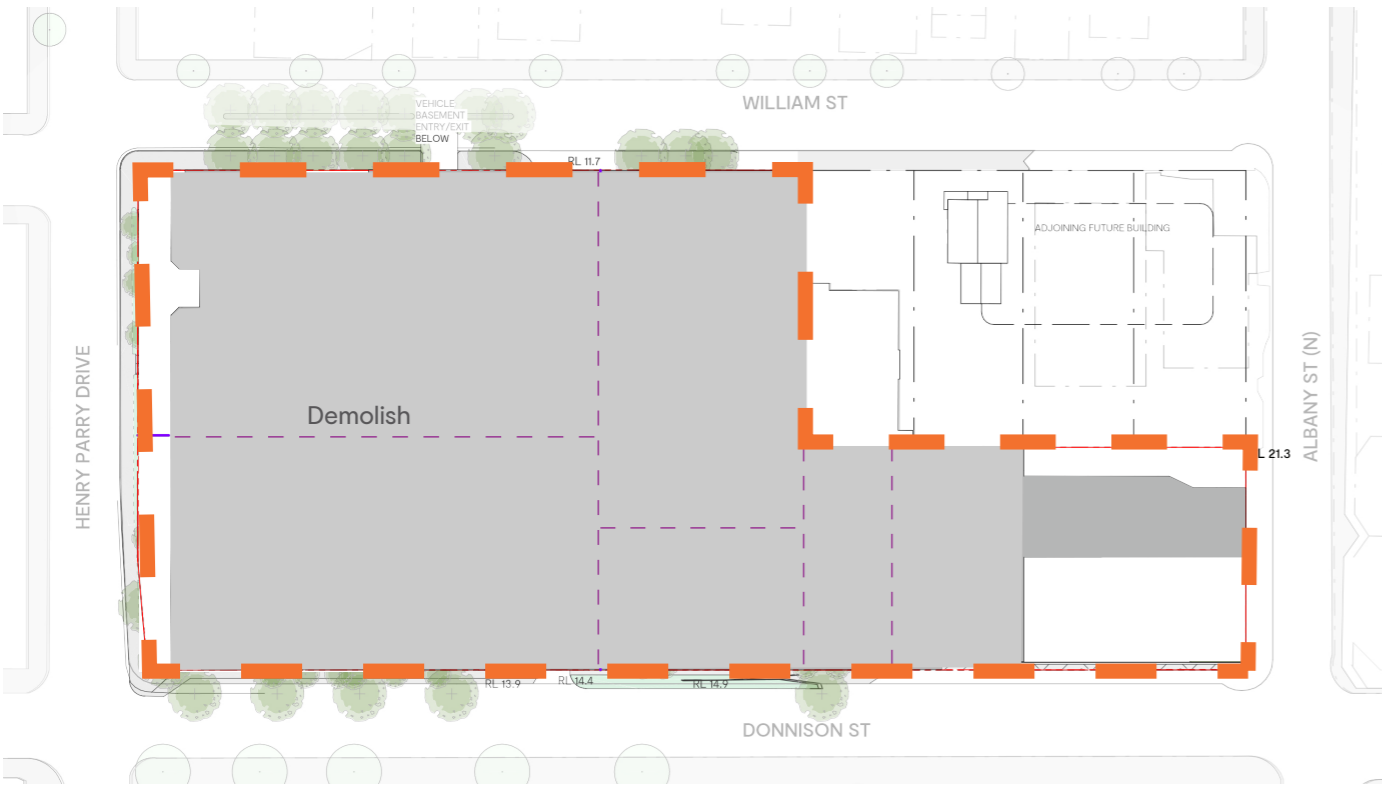 WILLIAM ST
VEHICLE
BASEMENT
ENTRY/EXIT
BELOW
RL 11.7
ADJOINING FUTURE BUILDING
HENRY PARRY DRIVE
Demolish
ALBANY ST (N)
L 21.3
RL 13.9
RL 14.4
RL 14.9
DONNISON ST